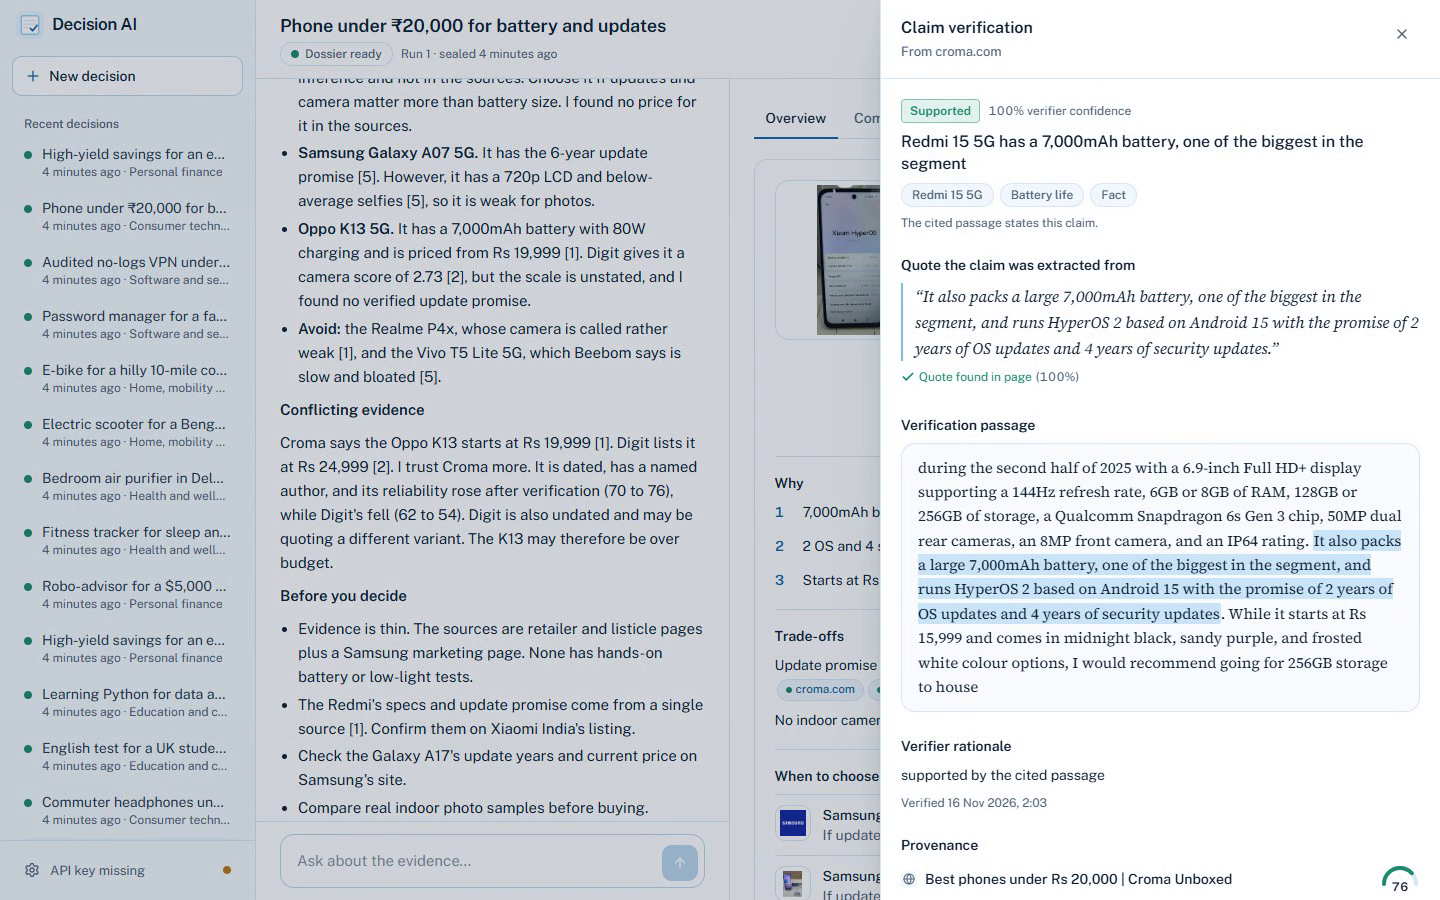 Decision AI
New decision
Recent decisions
High-yield savings for an e...
4 minutes ago · Personal finance
Phone under ₹20,000 for b...
4 minutes ago · Consumer techn...
Audited no-logs VPN under...
4 minutes ago · Software and se...
Password manager for a fa...
4 minutes ago · Software and se...
E-bike for a hilly 10-mile co...
4 minutes ago · Home, mobility ...
Electric scooter for a Beng...
4 minutes ago · Home, mobility ...
Bedroom air purifier in Del...
4 minutes ago · Health and well...
Fitness tracker for sleep an...
4 minutes ago · Health and well...
Robo-advisor for a $5,000 ...
4 minutes ago · Personal finance
High-yield savings for an e...
4 minutes ago · Personal finance
Learning Python for data a...
4 minutes ago · Education and c...
English test for a UK stude...
4 minutes ago · Education and c...
Commuter headphones un...
4 minutes ago · Consumer techn...
API key missing
Phone under ₹20,000 for battery and updates
Dossier ready
Run 1 · sealed 4 minutes ago
inference and not in the sources. Choose it if updates and
camera matter more than battery size. I found no price for
it in the sources.
Samsung Galaxy A07 5G. It has the 6-year update
promise [5]. However, it has a 720p LCD and below-
average selfies [5], so it is weak for photos.
Oppo K13 5G. It has a 7,000mAh battery with 80W
charging and is priced from Rs 19,999 [1]. Digit gives it a
camera score of 2.73 [2], but the scale is unstated, and I
found no verified update promise.
Avoid: the Realme P4x, whose camera is called rather
weak [1], and the Vivo T5 Lite 5G, which Beebom says is
slow and bloated [5].
Conflicting evidence
Croma says the Oppo K13 starts at Rs 19,999 [1]. Digit lists it
at Rs 24,999 [2]. I trust Croma more. It is dated, has a named
author, and its reliability rose after verification (70 to 76),
while Digit's fell (62 to 54). Digit is also undated and may be
quoting a different variant. The K13 may therefore be over
budget.
Before you decide
Evidence is thin. The sources are retailer and listicle pages
plus a Samsung marketing page. None has hands-on
battery or low-light tests.
The Redmi's specs and update promise come from a single
source [1]. Confirm them on Xiaomi India's listing.
Check the Galaxy A17's update years and current price on
Samsung's site.
Compare real indoor photo samples before buying.
Ask about the evidence...
Overview
Com
Xiaomi HyperOS
Why
1 7,000mAh b
2 2 OS and 4 s
3 Starts at Rs
Trade-offs
Update promise
croma.com
No indoor camer
When to choose
SAMSUNG
Samsung
If update
Samsung
If update
Claim verification
From croma.com
Supported
100% verifier confidence
Redmi 15 5G has a 7,000mAh battery, one of the biggest in the
segment
Redmi 15 5G
Battery life
Fact
The cited passage states this claim.
Quote the claim was extracted from
“It also packs a large 7,000mAh battery, one of the biggest in the
segment, and runs HyperOS 2 based on Android 15 with the promise of 2
years of OS updates and 4 years of security updates.”
Quote found in page (100%)
Verification passage
during the second half of 2025 with a 6.9-inch Full HD+ display
supporting a 144Hz refresh rate, 6GB or 8GB of RAM, 128GB or
256GB of storage, a Qualcomm Snapdragon 6s Gen 3 chip, 50MP dual
rear cameras, an 8MP front camera, and an IP64 rating. It also packs
a large 7,000mAh battery, one of the biggest in the segment, and
runs HyperOS 2 based on Android 15 with the promise of 2 years of
OS updates and 4 years of security updates. While it starts at Rs
15,999 and comes in midnight black, sandy purple, and frosted
white colour options, I would recommend going for 256GB storage
to house
Verifier rationale
supported by the cited passage
Verified 16 Nov 2026, 2:03
Provenance
Best phones under Rs 20,000 | Croma Unboxed
76